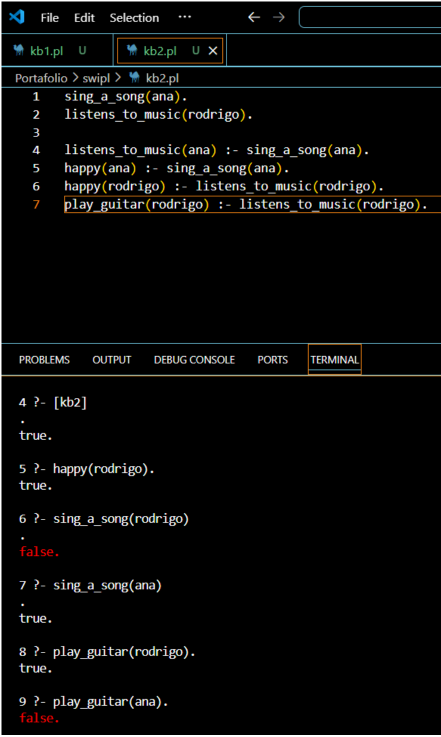 File Edit Selection ··· ← →
kb1.pl U kb2.pl U ×
Portafolio > swipl > kb2.pl
1 sing_a_song(ana).
2 listens_to_music(rodrigo).
3
4 listens_to_music(ana) :- sing_a_song(ana).
5 happy(ana) :- sing_a_song(ana).
6 happy(rodrigo) :- listens_to_music(rodrigo).
7 play_guitar(rodrigo) :- listens_to_music(rodrigo).
PROBLEMS OUTPUT DEBUG CONSOLE PORTS TERMINAL
4 ?- [kb2]
.
true.
5 ?- happy(rodrigo).
true.
6 ?- sing_a_song(rodrigo)
.
false.
7 ?- sing_a_song(ana)
.
true.
8 ?- play_guitar(rodrigo).
true.
9 ?- play_guitar(ana).
false.